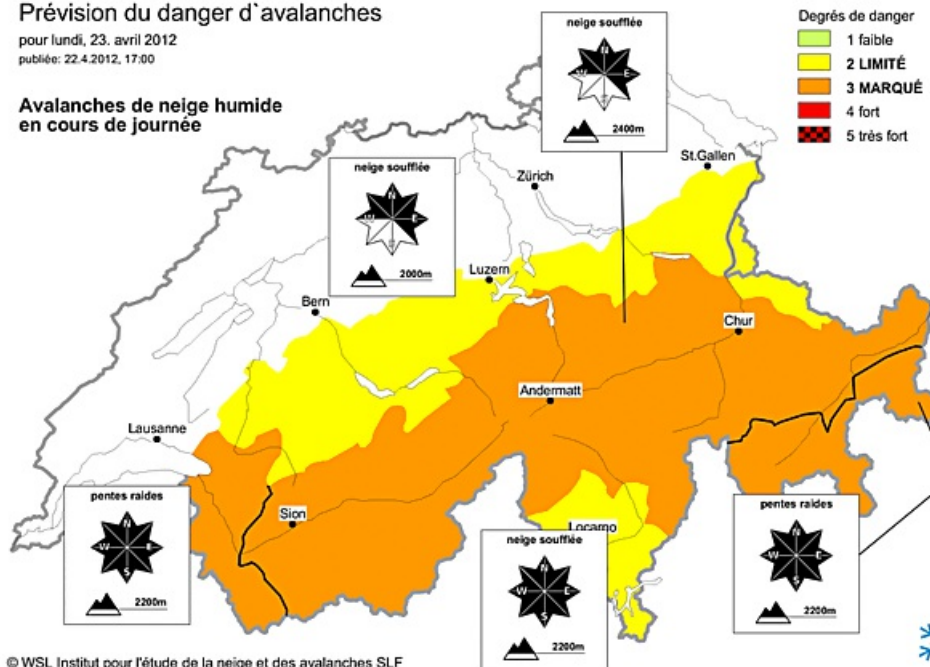 Prévision du danger d`avalanches
pour lundi, 23. avril 2012
publiée: 22.4.2012, 17:00
Avalanches de neige humide
en cours de journée
Degrés de danger
1 faible
2 LIMITÉ
3 MARQUÉ
4 fort
5 très fort
neige soufflée
N
W E
S
2400m
St.Gallen
Zürich
neige soufflée
N
W E
S
2000m
Luzern
Bern
Chur
Andermatt
Lausanne
Sion
Locarno
pentes raides
N
W E
S
2200m
neige soufflée
N
W E
S
2200m
pentes raides
N
W E
S
2200m
© WSL Institut pour l'étude de la neige et des avalanches SLF